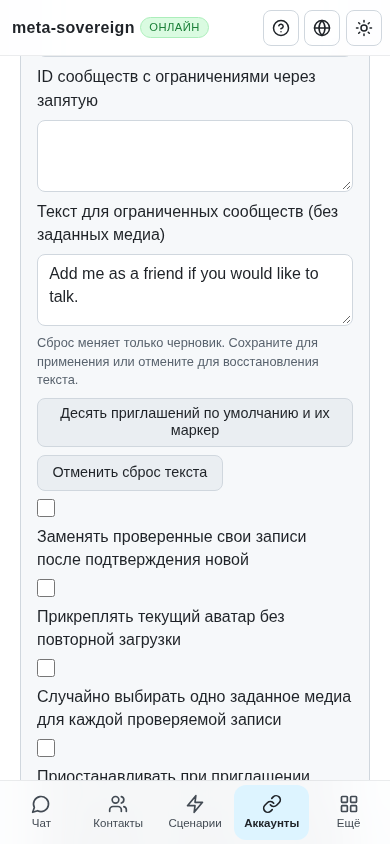 meta-sovereign ОНЛАЙН
ID сообществ с ограничениями через
запятую
Текст для ограниченных сообществ (без
заданных медиа)
Add me as a friend if you would like to
talk.
Сброс меняет только черновик. Сохраните для
применения или отмените для восстановления
текста.
Десять приглашений по умолчанию и их
маркер
Отменить сброс текста
Заменять проверенные свои записи
после подтверждения новой
Прикреплять текущий аватар без
повторной загрузки
Случайно выбирать одно заданное медиа
для каждой проверяемой записи
Приостанавливать при приглашении
Чат Контакты Сценарии Аккаунты Ещё